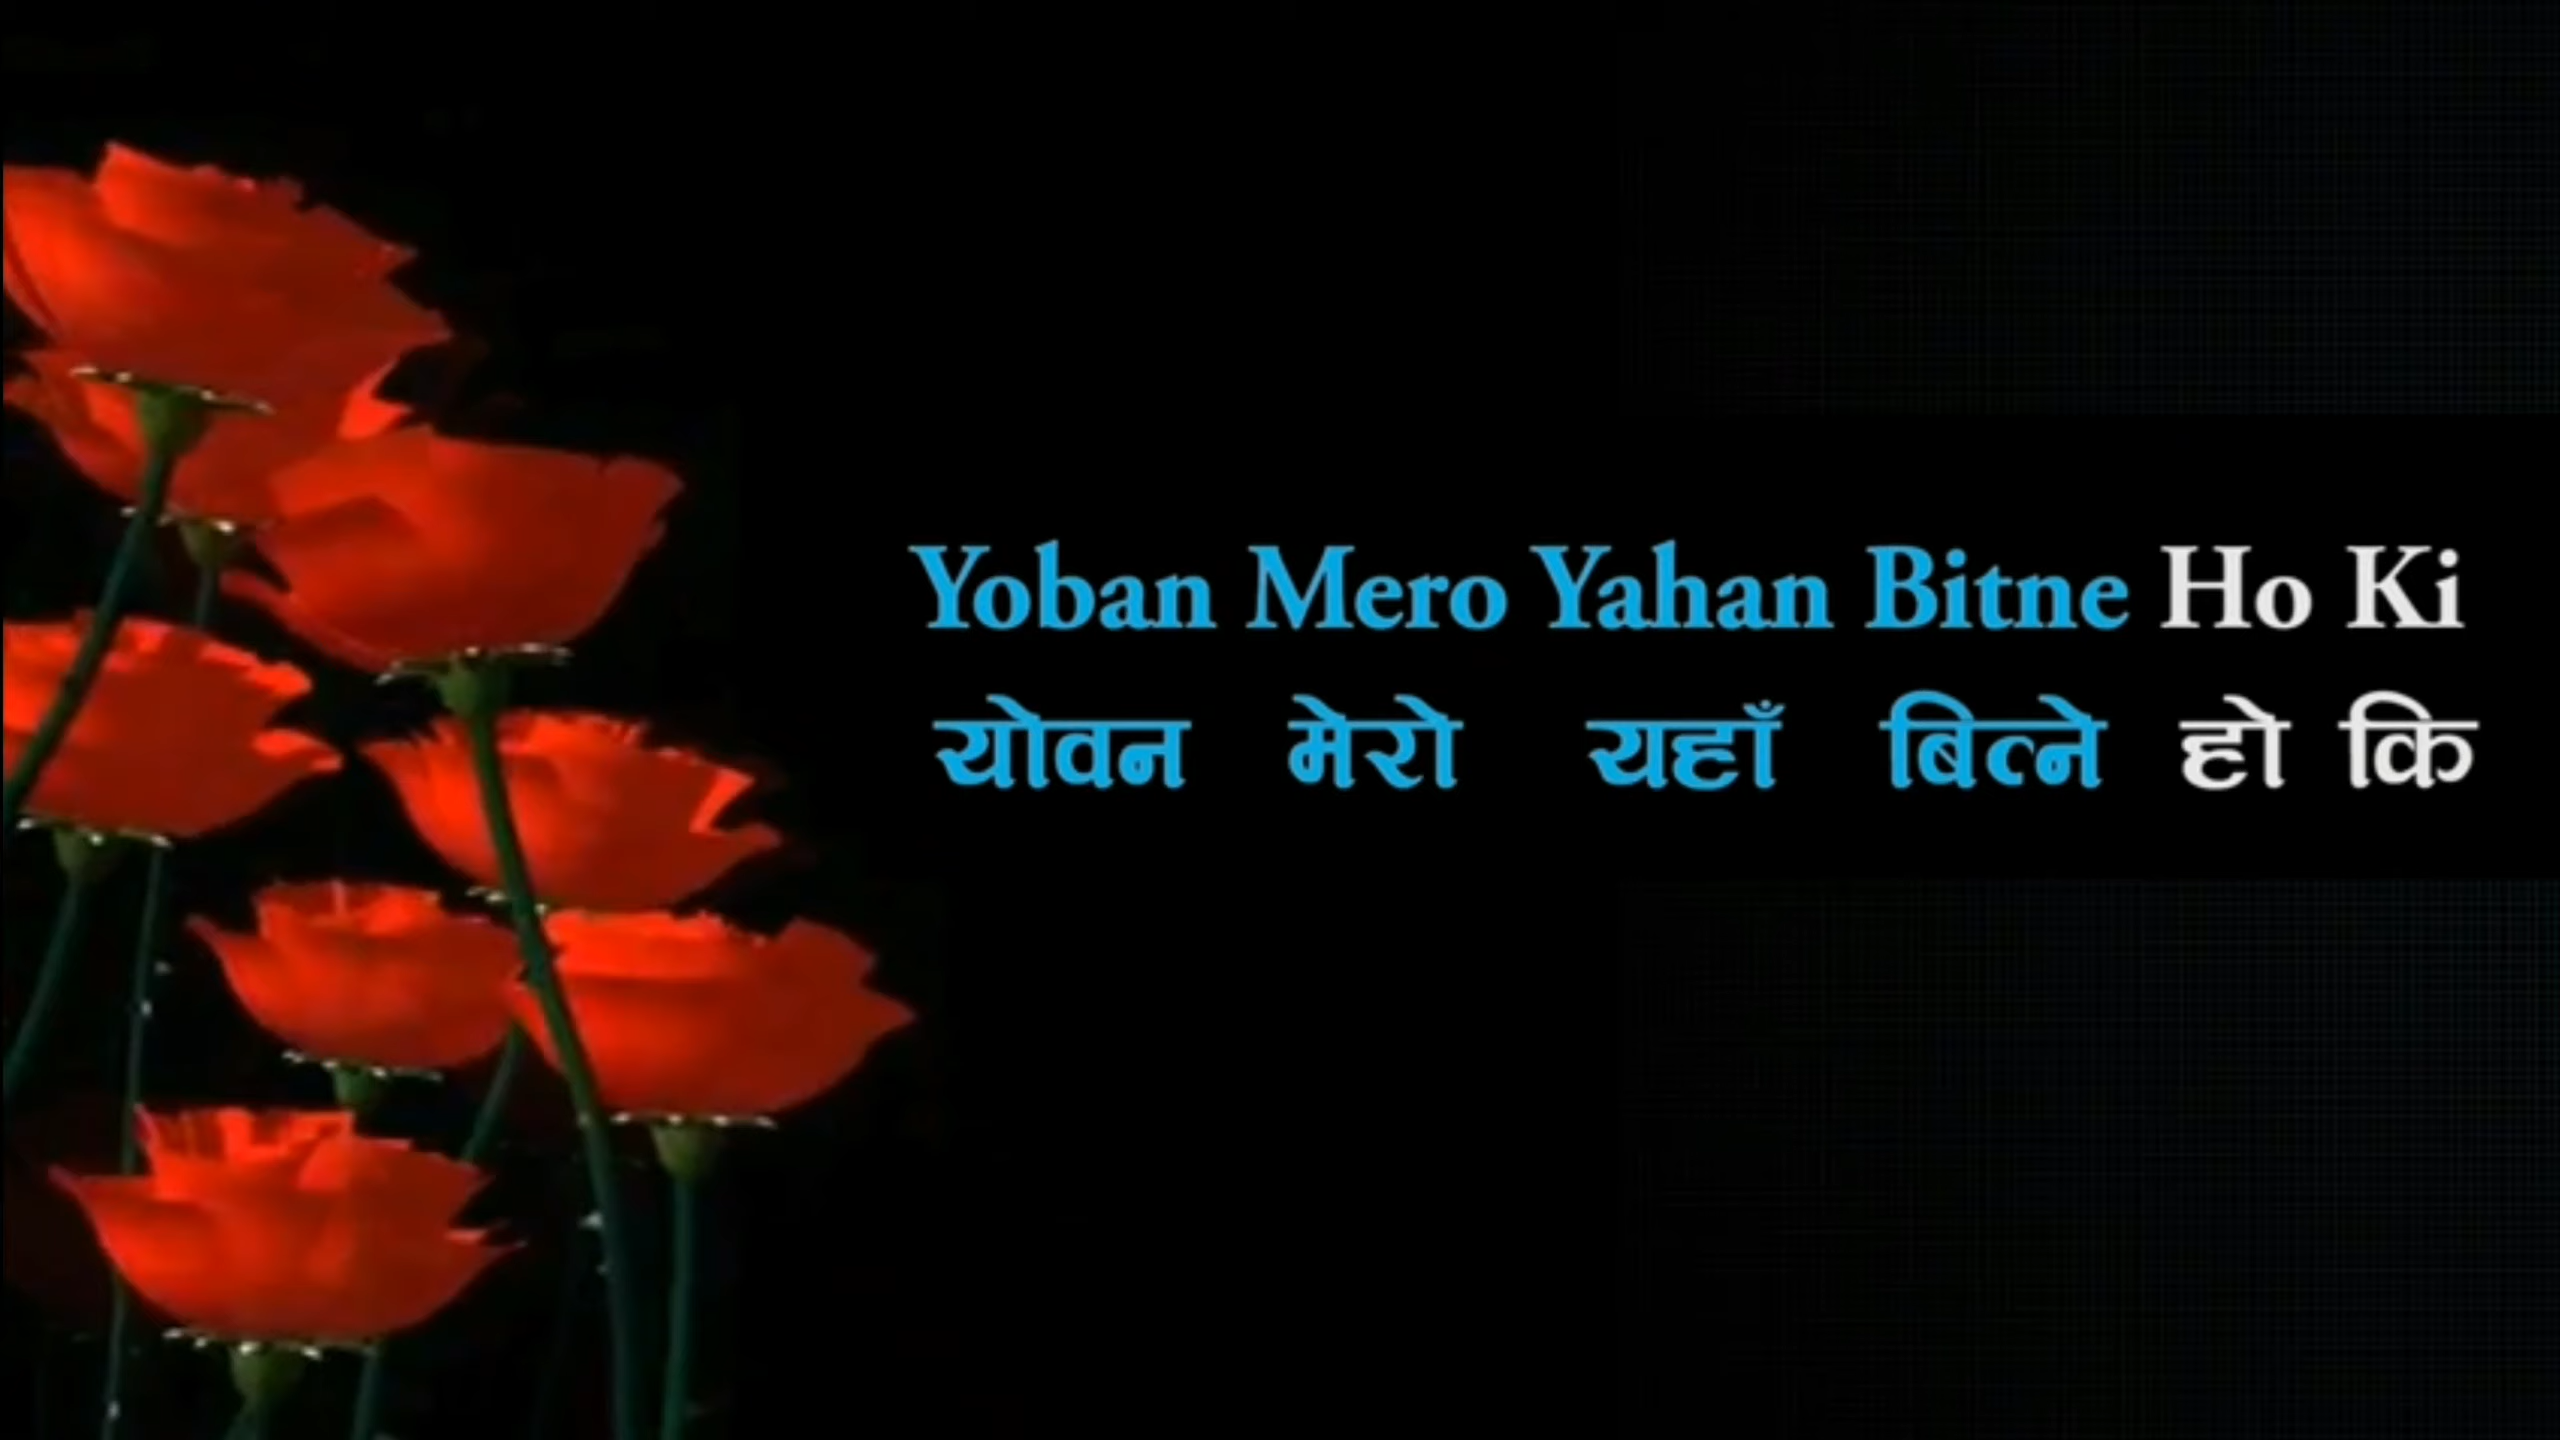 Yoban Mero Yahan Bitne Ho Ki
योवन मेरो यहाँ बित्ने हो कि